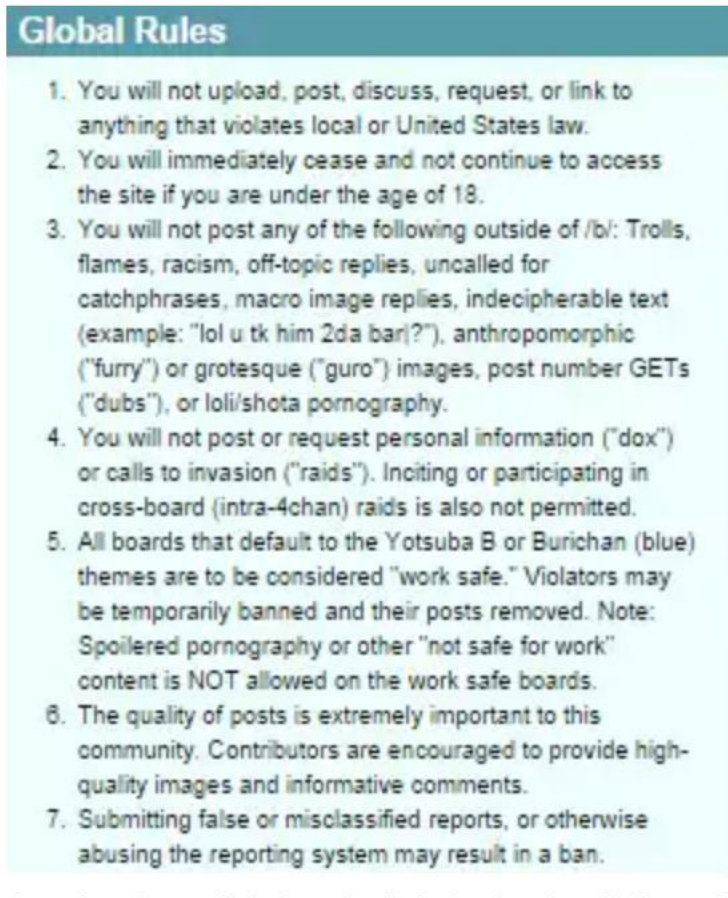 Global Rules
1. You will not upload, post, discuss, request, or link to
anything that violates local or United States law.
2. You will immediately cease and not continue to access
the site if you are under the age of 18.
3. You will not post any of the following outside of /b/: Trolls,
flames, racism, off-topic replies, uncalled for
catchphrases, macro image replies, indecipherable text
(example: "lol u tk him 2da bar|?"), anthropomorphic
("furry") or grotesque ("guro") images, post number GETs
("dubs"), or loli/shota pornography.
4. You will not post or request personal information ("dox")
or calls to invasion ("raids"). Inciting or participating in
cross-board (intra-4chan) raids is also not permitted.
5. All boards that default to the Yotsuba B or Burichan (blue)
themes are to be considered "work safe." Violators may
be temporarily banned and their posts removed. Note:
Spoilered pornography or other "not safe for work"
content is NOT allowed on the work safe boards.
6. The quality of posts is extremely important to this
community. Contributors are encouraged to provide high-
quality images and informative comments.
7. Submitting false or misclassified reports, or otherwise
abusing the reporting system may result in a ban.